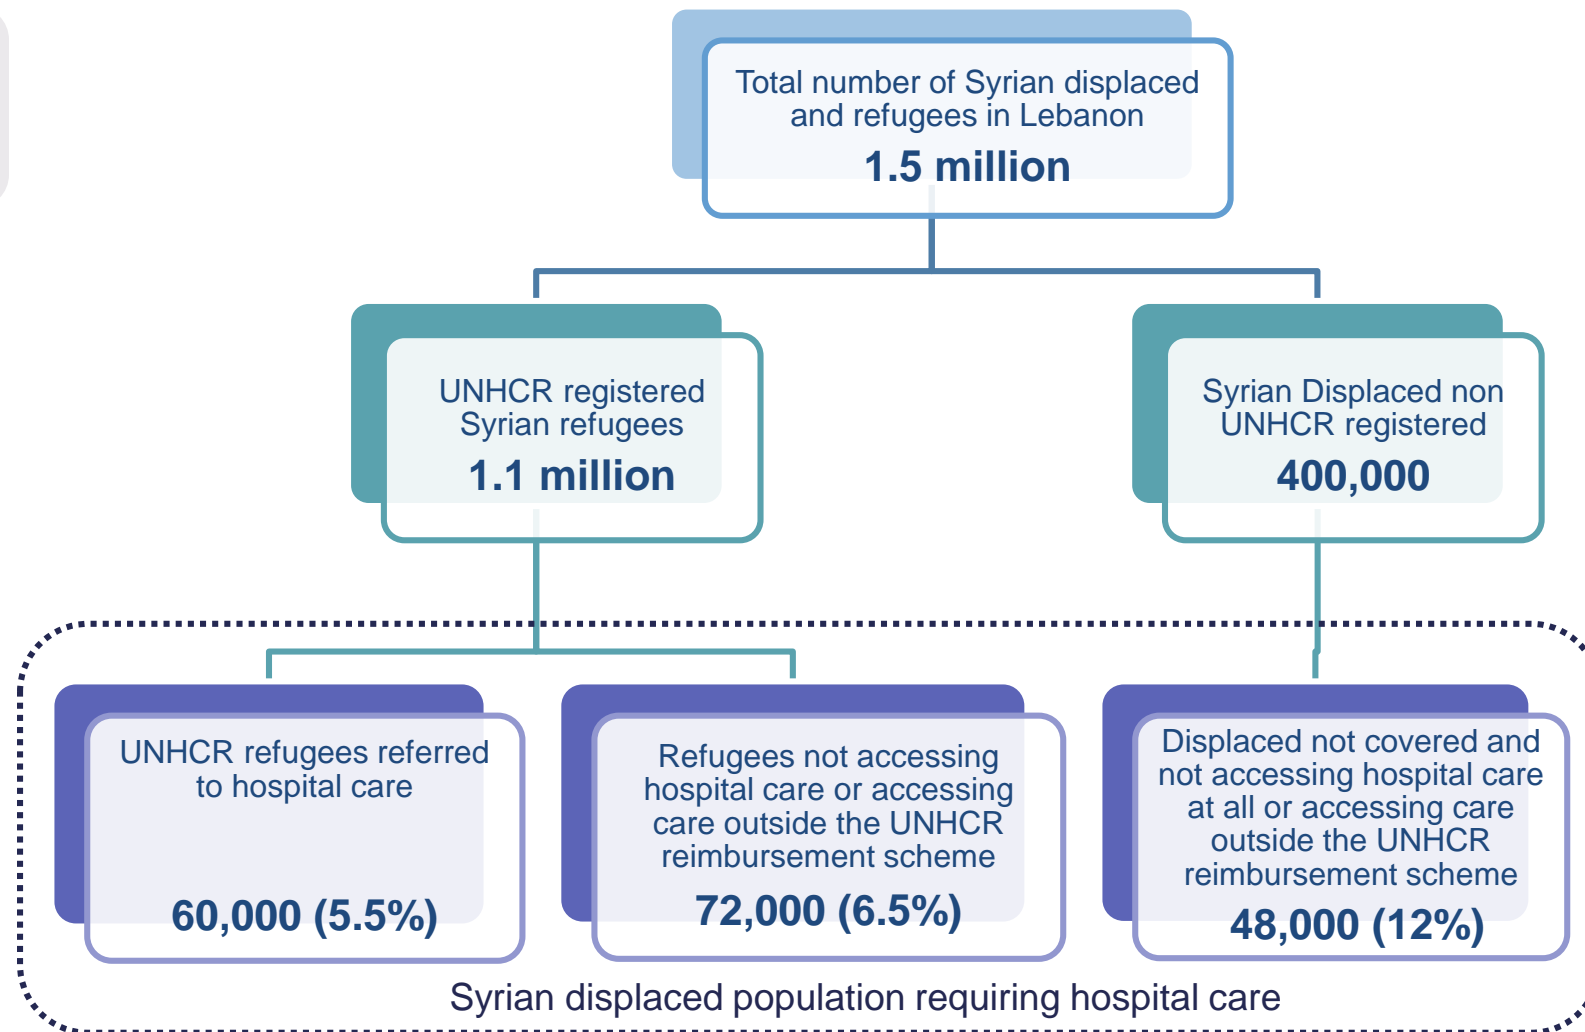 Total number of Syrian displaced
and refugees in Lebanon
1.5 million
UNHCR registered
Syrian refugees
1.1 million
Syrian Displaced non
UNHCR registered
400,000
UNHCR refugees referred
to hospital care
60,000 (5.5%)
Refugees not accessing
hospital care or accessing
care outside the UNHCR
reimbursement scheme
72,000 (6.5%)
Displaced not covered and
not accessing hospital care
at all or accessing care
outside the UNHCR
reimbursement scheme
48,000 (12%)
Syrian displaced population requiring hospital care